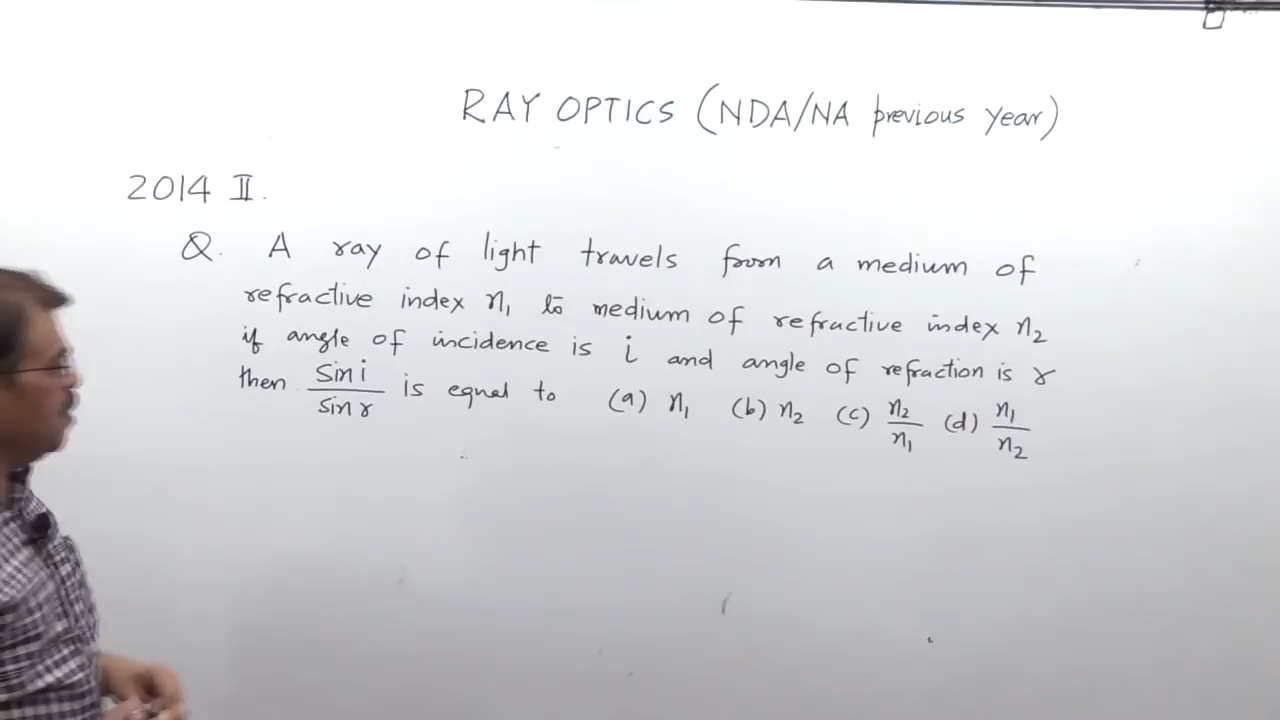 RAY OPTICS (NDA/NA previous year)
2014 II.
Q. A ray of light travels from a medium of
refractive index n₁ to medium of refractive index n₂
if angle of incidence is i and angle of refraction is r
then sin i / sin r is equal to (a) n₁ (b) n₂ (c) n₂/n₁ (d) n₁/n₂